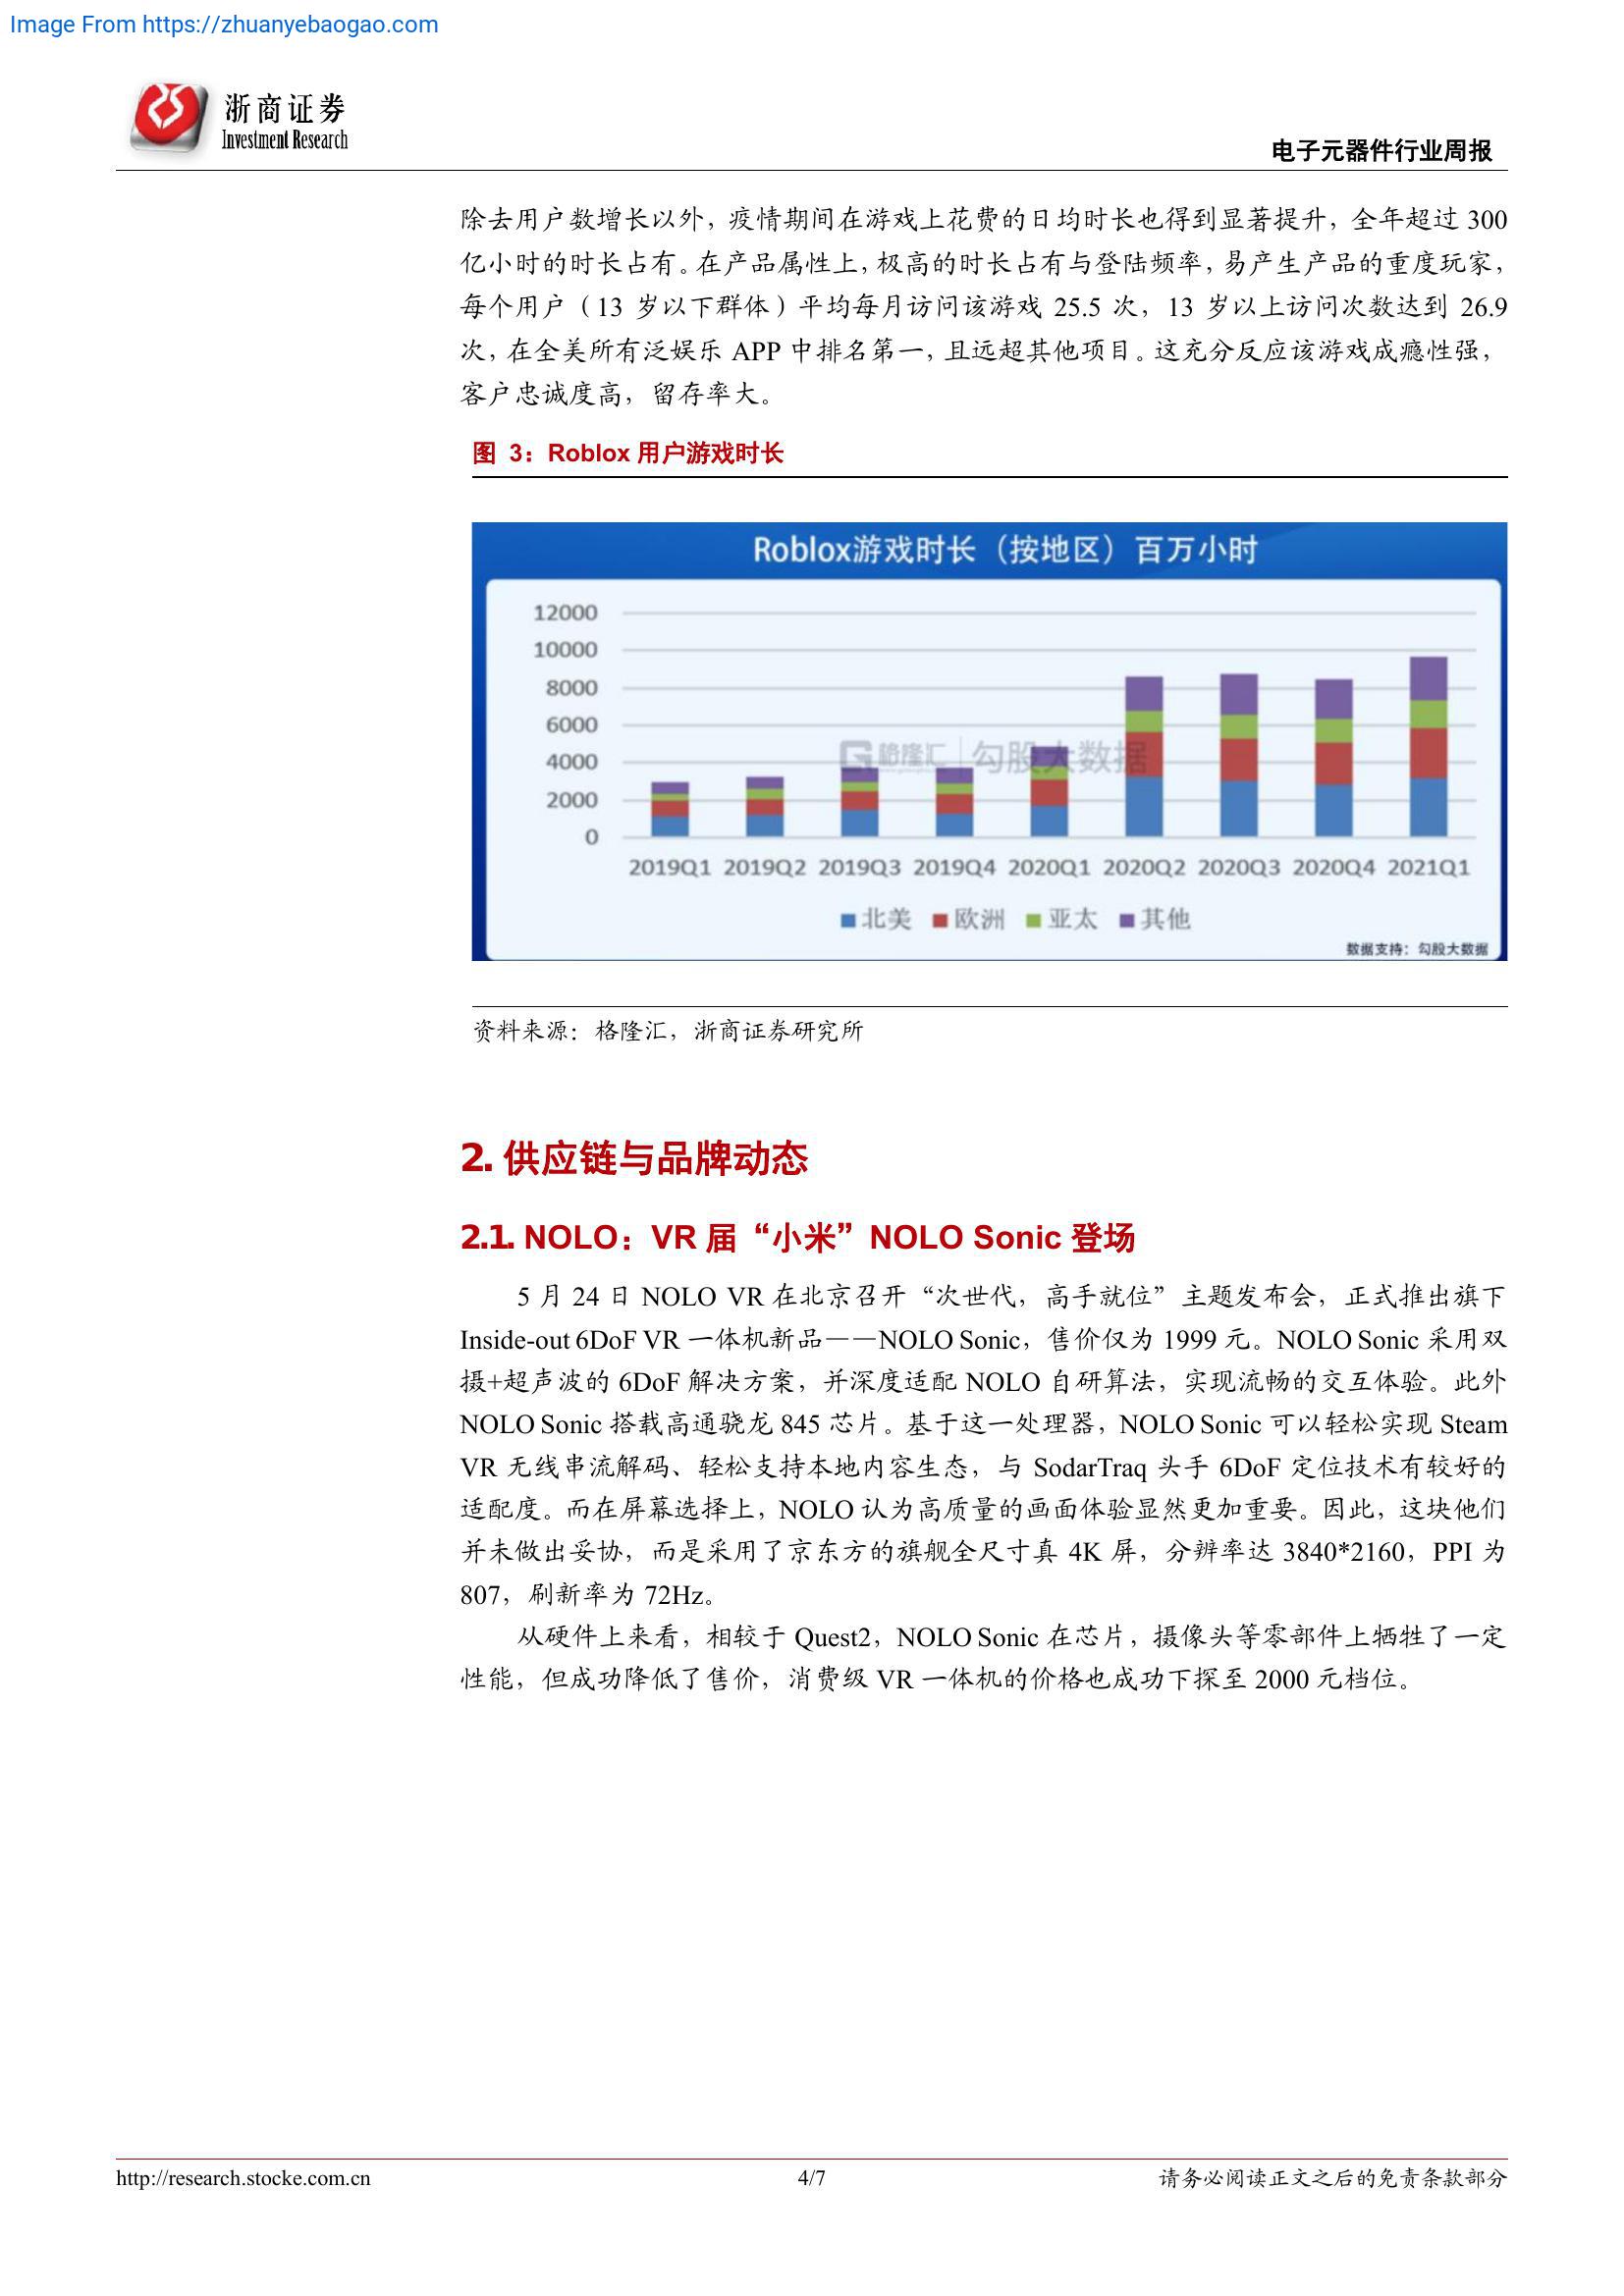 Image From https://zhuanyebaogao.com
浙商证券
Investment Research
电子元器件行业周报
除去用户数增长以外，疫情期间在游戏上花费的日均时长也得到显著提升，全年超过 300
亿小时的时长占有。在产品属性上，极高的时长占有与登陆频率，易产生产品的重度玩家，
每个用户（13 岁以下群体）平均每月访问该游戏 25.5 次，13 岁以上访问次数达到 26.9
次，在全美所有泛娱乐 APP 中排名第一，且远超其他项目。这充分反应该游戏成瘾性强，
客户忠诚度高，留存率大。
图 3：Roblox 用户游戏时长
Roblox游戏时长（按地区）百万小时
12000
10000
8000
6000
4000
2000
0
格隆汇 勾股大数据
2019Q1 2019Q2 2019Q3 2019Q4 2020Q1 2020Q2 2020Q3 2020Q4 2021Q1
北美 欧洲 亚太 其他
数据支持：勾股大数据
资料来源：格隆汇，浙商证券研究所
2. 供应链与品牌动态
2.1. NOLO：VR 届“小米”NOLO Sonic 登场
5 月 24 日 NOLO VR 在北京召开“次世代，高手就位”主题发布会，正式推出旗下
Inside-out 6DoF VR 一体机新品——NOLO Sonic，售价仅为 1999 元。NOLO Sonic 采用双
摄+超声波的 6DoF 解决方案，并深度适配 NOLO 自研算法，实现流畅的交互体验。此外
NOLO Sonic 搭载高通骁龙 845 芯片。基于这一处理器，NOLO Sonic 可以轻松实现 Steam
VR 无线串流解码、轻松支持本地内容生态，与 SodarTraq 头手 6DoF 定位技术有较好的
适配度。而在屏幕选择上，NOLO 认为高质量的画面体验显然更加重要。因此，这块他们
并未做出妥协，而是采用了京东方的旗舰全尺寸真 4K 屏，分辨率达 3840*2160，PPI 为
807，刷新率为 72Hz。
从硬件上来看，相较于 Quest2，NOLO Sonic 在芯片，摄像头等零部件上牺牲了一定
性能，但成功降低了售价，消费级 VR 一体机的价格也成功下探至 2000 元档位。
http://research.stocke.com.cn
4/7
请务必阅读正文之后的免责条款部分